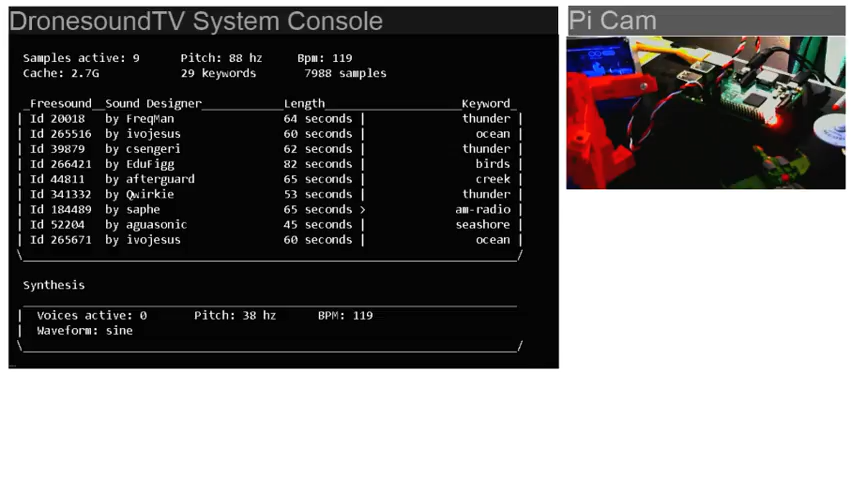 DronesoundTV System Console
Pi Cam
Samples active: 9 Pitch: 88 hz Bpm: 119
Cache: 2.7G 29 keywords 7988 samples
_Freesound__Sound Designer____________Length____________________Keyword_
| Id 20018 by FreqMan 64 seconds | thunder |
| Id 265516 by ivojesus 60 seconds | ocean |
| Id 39879 by csengeri 62 seconds | thunder |
| Id 266421 by EduFigg 82 seconds | birds |
| Id 44811 by afterguard 65 seconds | creek |
| Id 341332 by Qwirkie 53 seconds | thunder |
| Id 184489 by saphe 65 seconds > am-radio |
| Id 52204 by aguasonic 45 seconds | seashore |
| Id 265671 by ivojesus 60 seconds | ocean |
Synthesis
| Voices active: 0 Pitch: 38 hz BPM: 119
| Waveform: sine